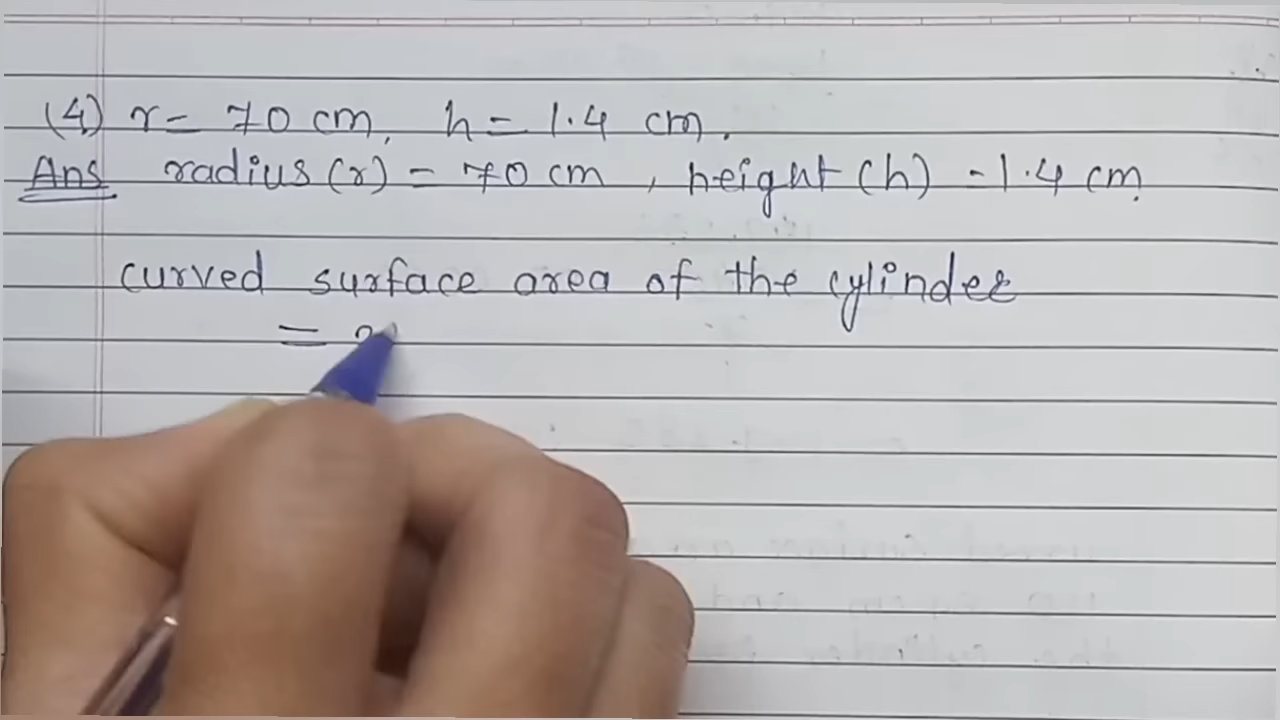 (4) r = 70 cm, h = 1.4 cm.
Ans radius (r) = 70 cm, height (h) = 1.4 cm.
curved surface area of the cylinder
= 2